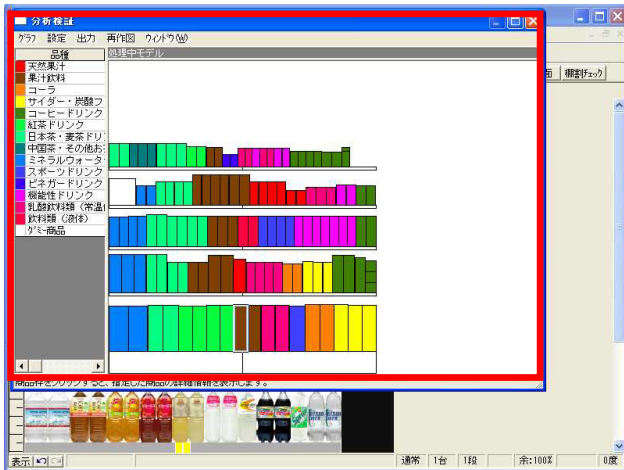 分析検証
グラフ 設定 出力 再作図 ウィンドウ(W)
品種
処理中モデル
天然果汁
果汁飲料
コーラ
サイダー・炭酸フ
コーヒードリンク
紅茶ドリンク
日本茶・麦茶ドリ
中国茶・その他お
ミネラルウォータ
スポーツドリンク
ビネガードリンク
機能性ドリンク
乳酸飲料類(常温
飲料類(液体)
ダミー商品
面 棚割チェック
商品枠をクリックすると、指定した商品の詳細情報を表示します。
表示 通常 1台 1段 余:100% 0度